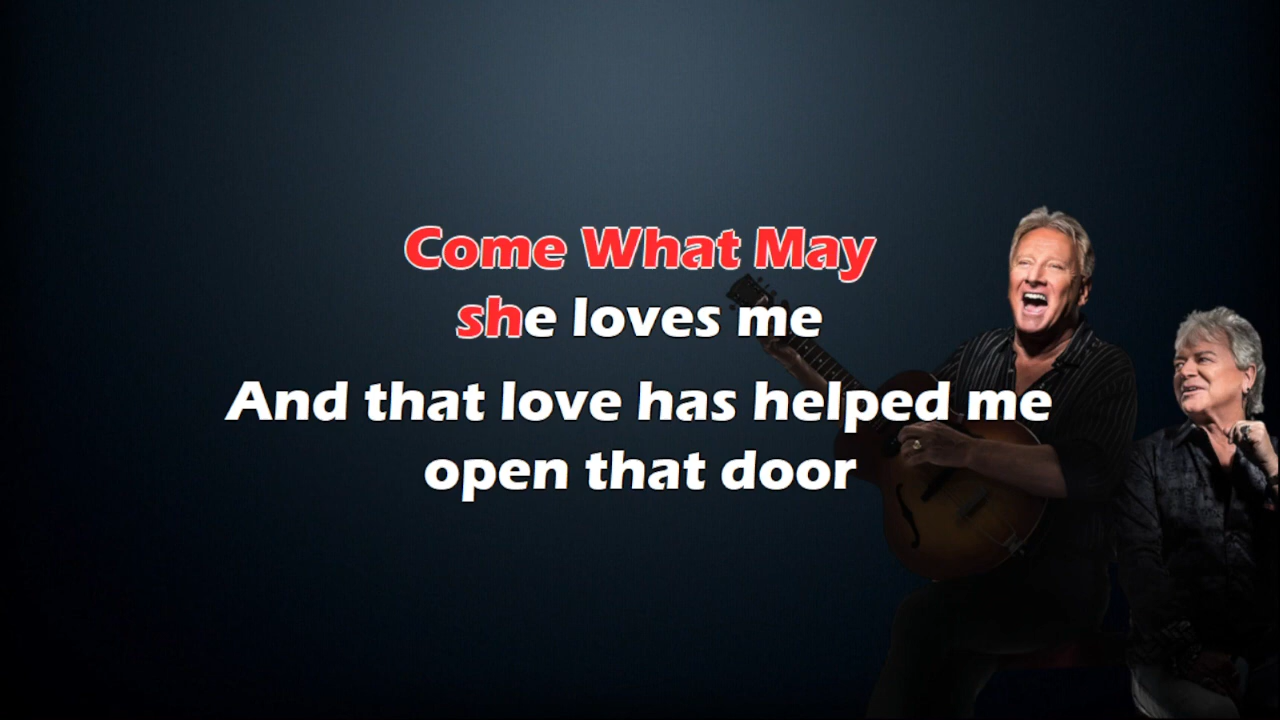 Come What May
she loves me
And that love has helped me
open that door